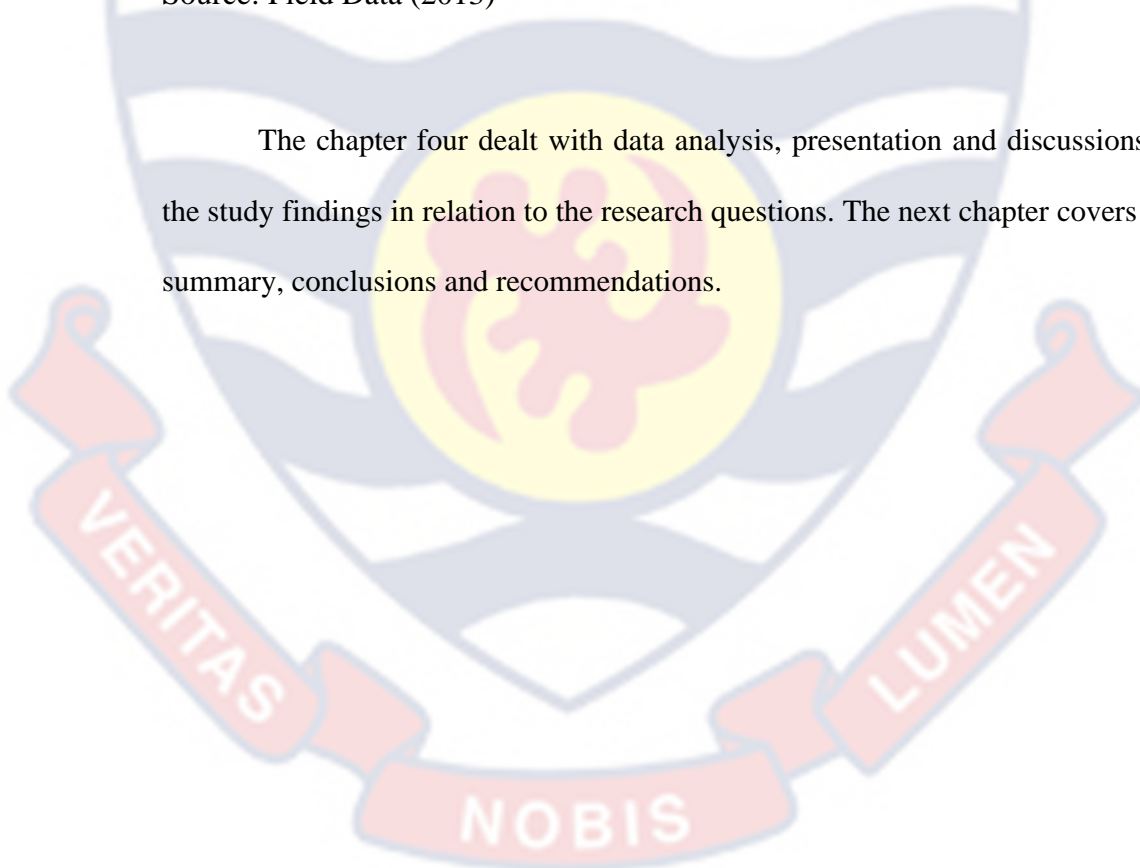 Source: Field Data (2013)
The chapter four dealt with data analysis, presentation and discussions
the study findings in relation to the research questions. The next chapter covers
summary, conclusions and recommendations.
VERITAS
NOBIS
LUMEN